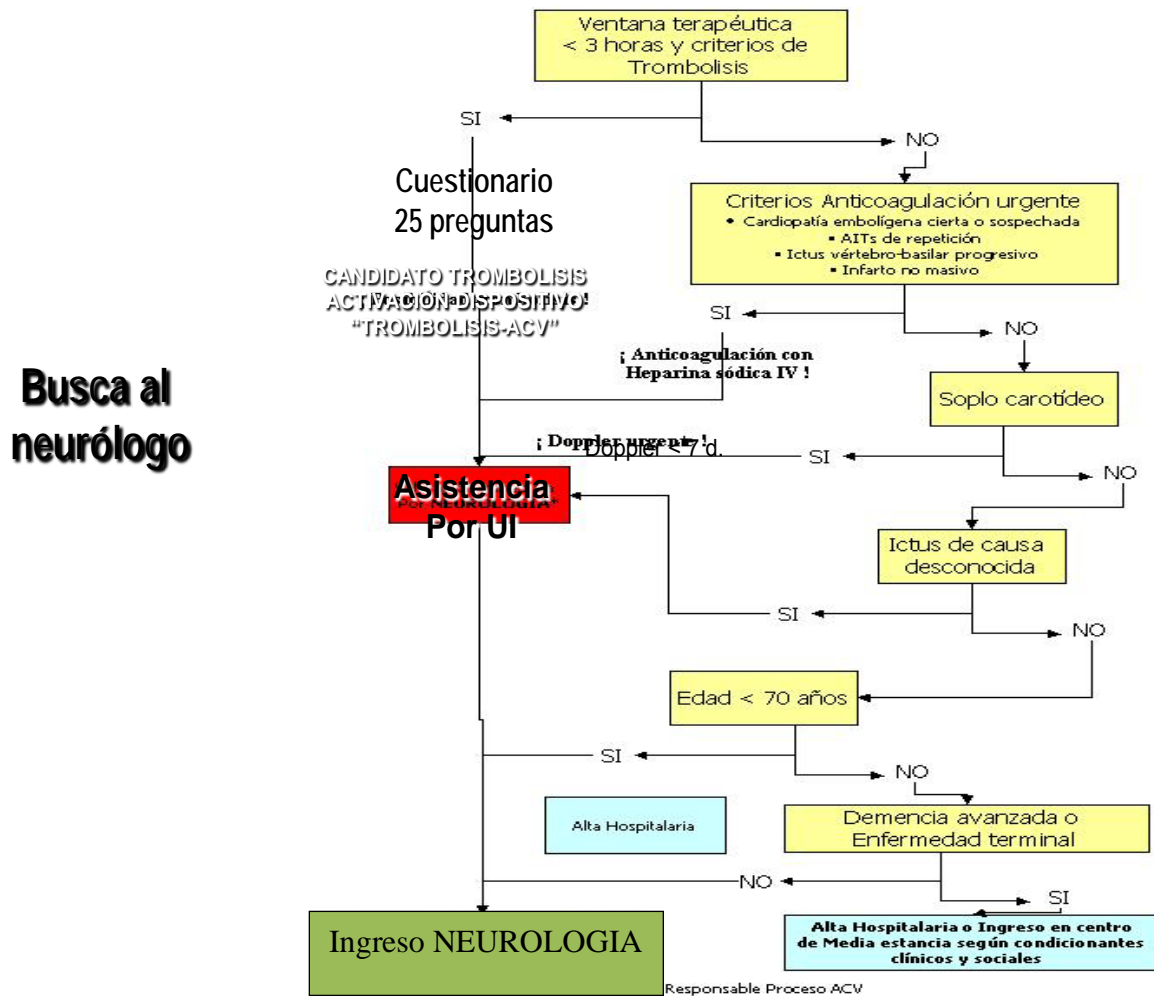 Ventana terapéutica
< 3 horas y criterios de
Trombolisis
SI
NO
Cuestionario
25 preguntas
Criterios Anticoagulación urgente
• Cardiopatía embolígena cierta o sospechada
▪ AITs de repetición
▪ Ictus vértebro-basilar progresivo
▪ Infarto no masivo
CANDIDATO TROMBOLISIS
ACTIVACIÓN DISPOSITIVO
"TROMBOLISIS-ACV"
SI
NO
¡ Anticoagulación con
Heparina sódica IV !
Busca al
neurólogo
Soplo carotídeo
¡ Doppler urgente !
Doppler < 7 d.
SI
NO
Asistencia
Por NEUROLOGIA*
Por UI
Ictus de causa
desconocida
SI
NO
Edad < 70 años
SI
NO
Alta Hospitalaria
Demencia avanzada o
Enfermedad terminal
NO
SI
Ingreso NEUROLOGIA
Alta Hospitalaria o Ingreso en centro
de Media estancia según condicionantes
clínicos y sociales
Responsable Proceso ACV